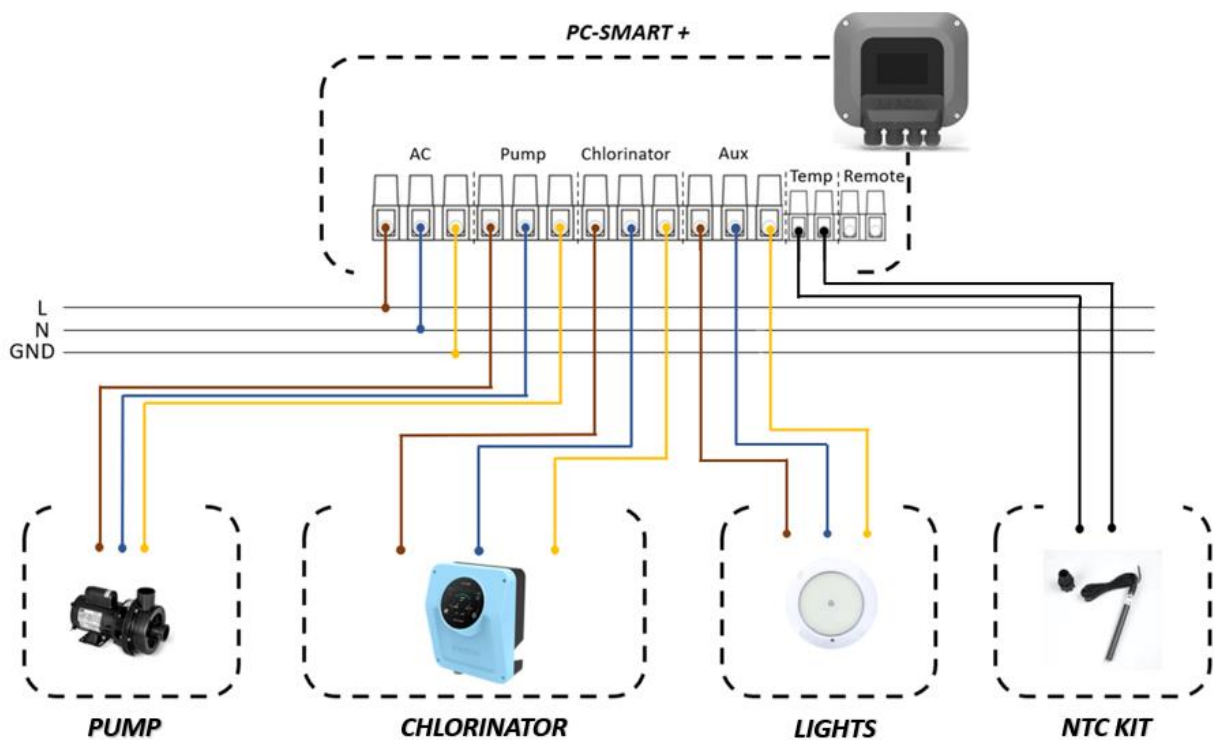 PC-SMART +
AC Pump Chlorinator Aux
Temp Remote
L
N
GND
PUMP CHLORINATOR LIGHTS NTC KIT